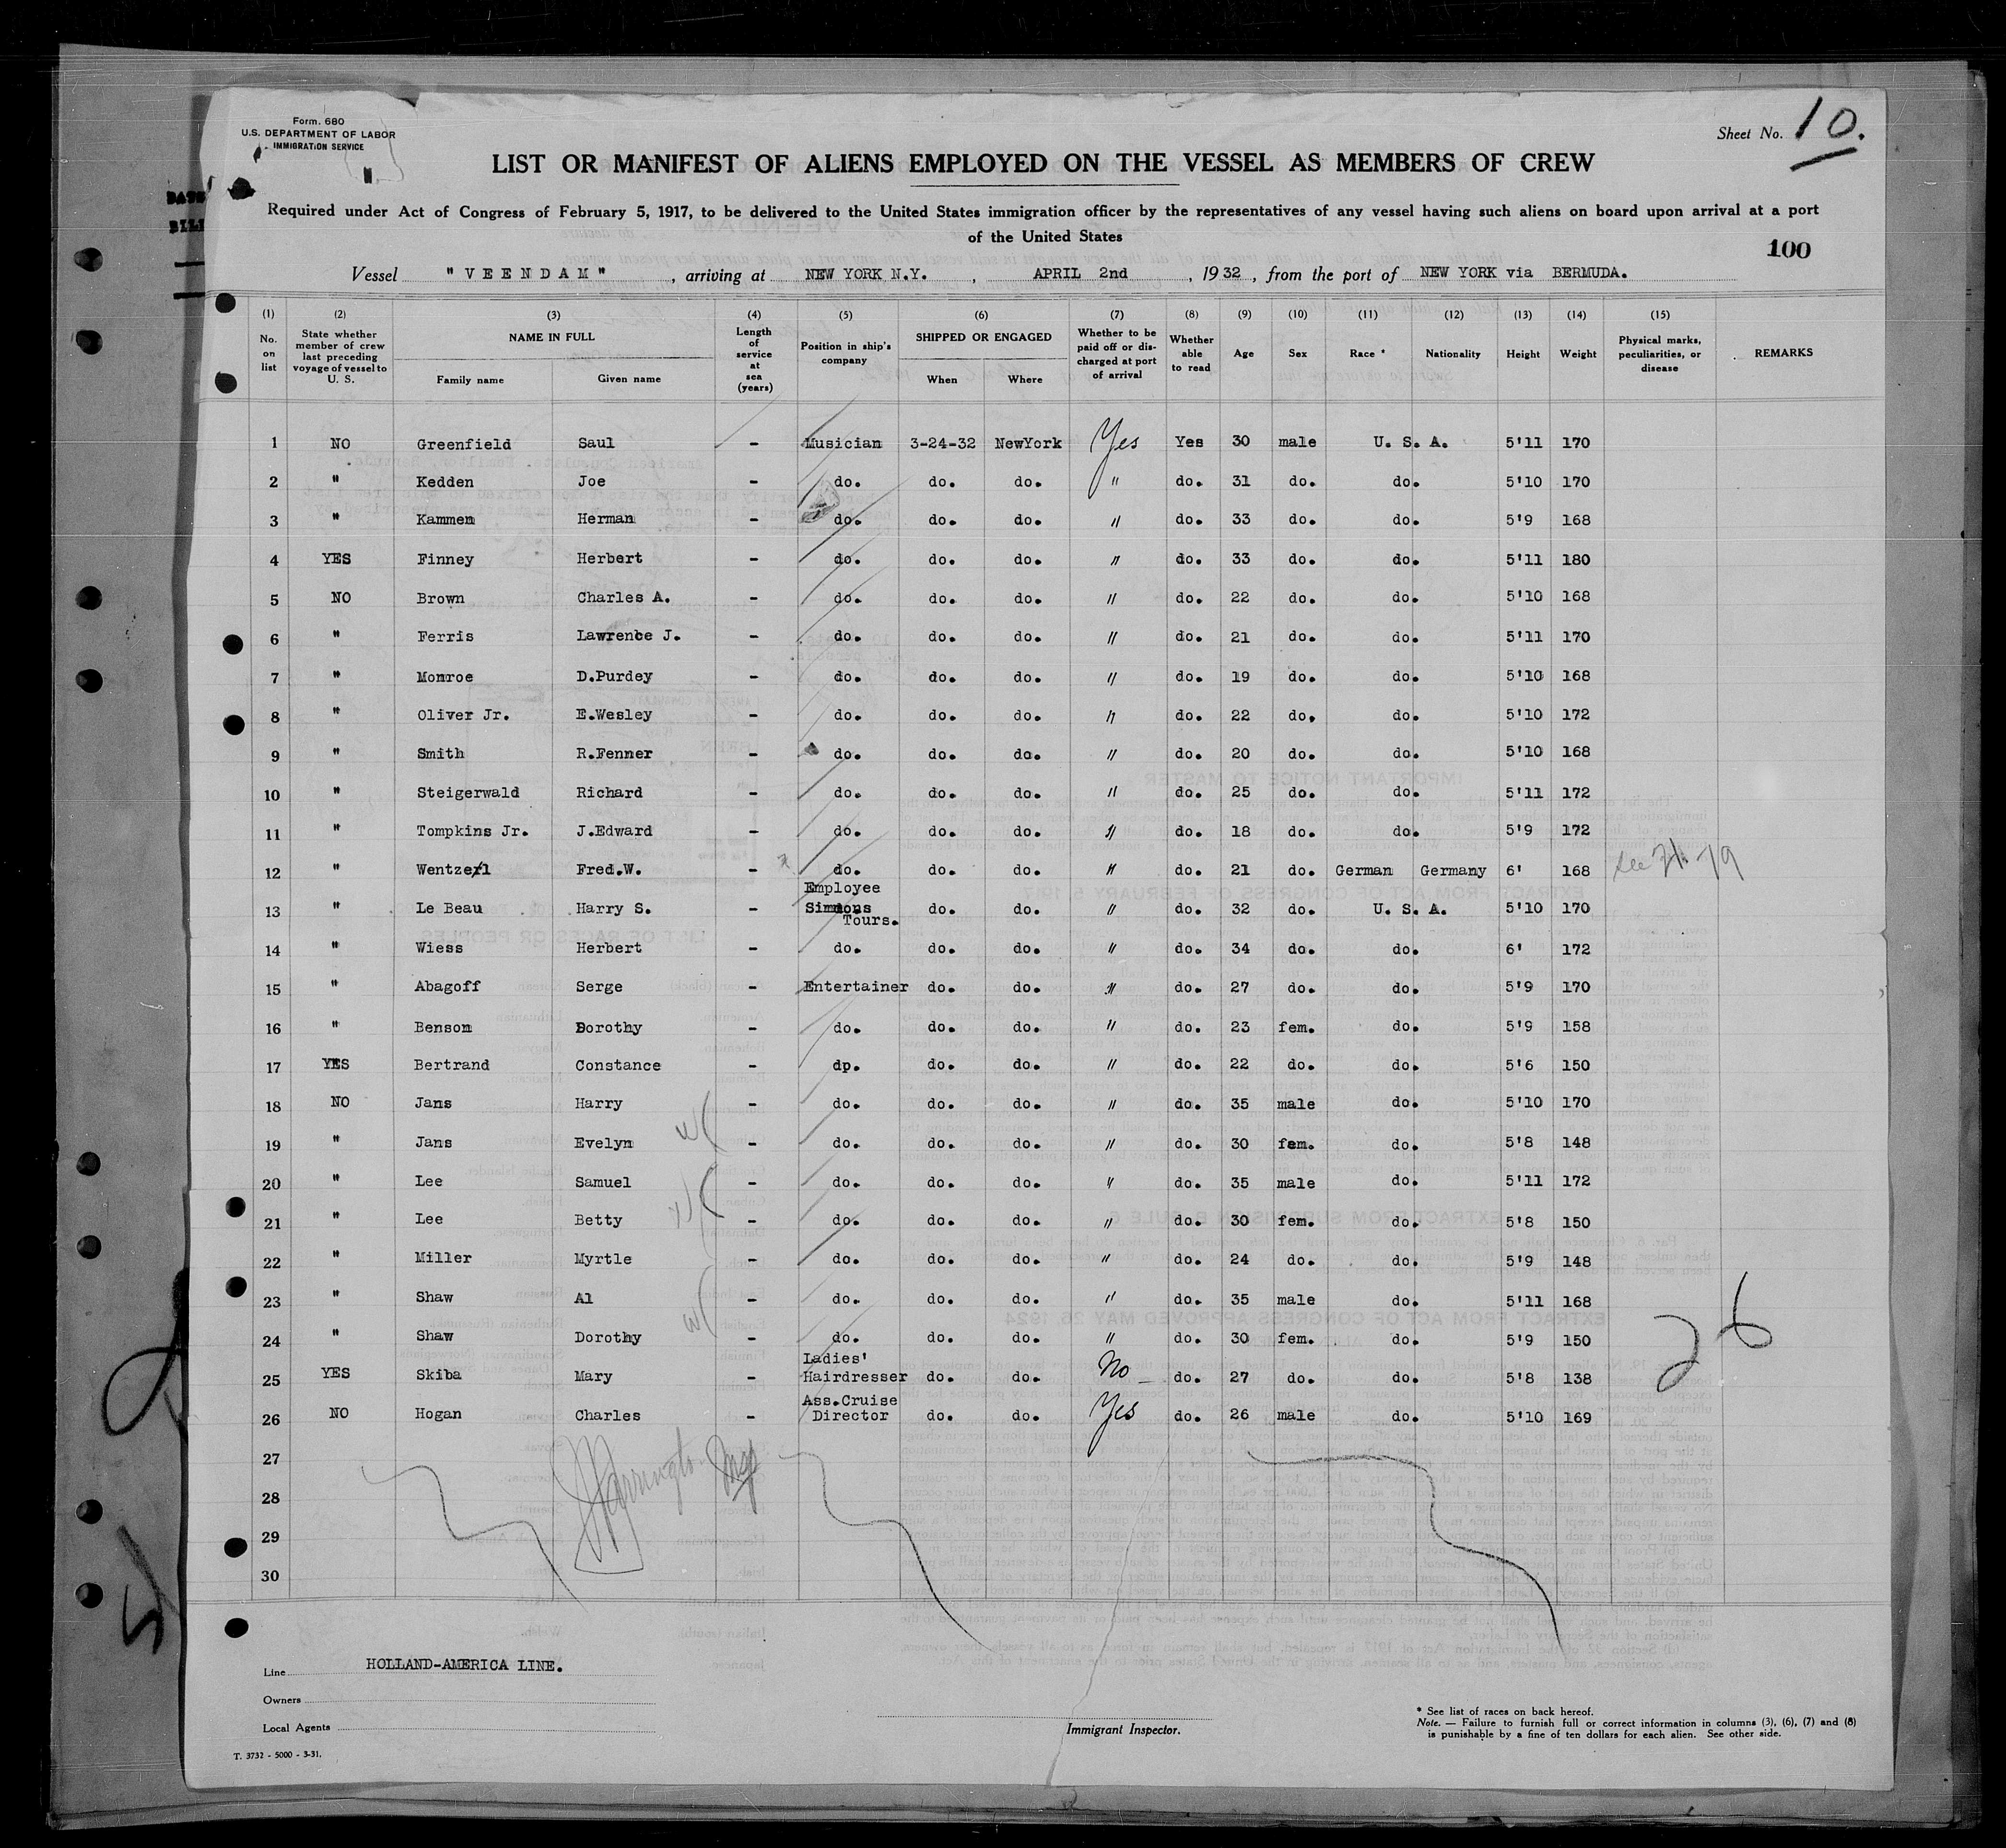 Form. 680
U.S. DEPARTMENT OF LABOR
IMMIGRATION SERVICE
Sheet No. 10.
LIST OR MANIFEST OF ALIENS EMPLOYED ON THE VESSEL AS MEMBERS OF CREW
Required under Act of Congress of February 5, 1917, to be delivered to the United States immigration officer by the representatives of any vessel having such aliens on board upon arrival at a port
of the United States
100
Vessel "VEENDAM", arriving at NEW YORK N.Y., APRIL 2nd, 1932, from the port of NEW YORK via BERMUDA.
(1) No. on list (2) State whether member of crew last preceding voyage of vessel to U. S. (3) NAME IN FULL Family name Given name (4) Length of service at sea (years) (5) Position in ship's company (6) SHIPPED OR ENGAGED When Where (7) Whether to be paid off or discharged at port of arrival (8) Whether able to read (9) Age (10) Sex (11) Race * (12) Nationality (13) Height (14) Weight (15) Physical marks, peculiarities, or disease REMARKS
1 NO Greenfield Saul - Musician 3-24-32 NewYork Yes Yes 30 male U. S. A. 5'11 170
2 " Kedden Joe - do. do. do. " do. 31 do. do. 5'10 170
3 " Kammen Herman - do. do. do. " do. 33 do. do. 5'9 168
4 YES Finney Herbert - do. do. do. " do. 33 do. do. 5'11 180
5 NO Brown Charles A. - do. do. do. " do. 22 do. do. 5'10 168
6 " Ferris Lawrence J. - do. do. do. " do. 21 do. do. 5'11 170
7 " Monroe D.Purdey - do. do. do. " do. 19 do. do. 5'10 168
8 " Oliver Jr. E.Wesley - do. do. do. " do. 22 do. do. 5'10 172
9 " Smith R.Fenner - do. do. do. " do. 20 do. do. 5'10 168
10 " Steigerwald Richard - do. do. do. " do. 25 do. do. 5'11 172
11 " Tompkins Jr. J.Edward - do. do. do. " do. 18 do. do. 5'9 172
12 " Wentzel Fred.W. - do. do. do. " do. 21 do. German Germany 6' 168
13 " Le Beau Harry S. - Employee Simmons Tours. do. do. " do. 32 do. U. S. A. 5'10 170
14 " Wiess Herbert - do. do. do. " do. 34 do. do. 6' 172
15 " Abagoff Serge - Entertainer do. do. " do. 27 do. do. 5'9 170
16 " Benson Dorothy - do. do. do. " do. 23 fem. do. 5'9 158
17 YES Bertrand Constance - dp. do. do. " do. 22 do. do. 5'6 150
18 NO Jans Harry - do. do. do. " do. 35 male do. 5'10 170
19 " Jans Evelyn - do. do. do. " do. 30 fem. do. 5'8 148
20 " Lee Samuel - do. do. do. " do. 35 male do. 5'11 172
21 " Lee Betty - do. do. do. " do. 30 fem. do. 5'8 150
22 " Miller Myrtle - do. do. do. " do. 24 do. do. 5'9 148
23 " Shaw Al - do. do. do. " do. 35 male do. 5'11 168
24 " Shaw Dorothy - do. do. do. " do. 30 fem. do. 5'9 150
26
25 YES Skiba Mary - Ladies' Hairdresser do. do. No do. 27 do. do. 5'8 138
26 NO Hogan Charles - Ass.Cruise Director do. do. Yes do. 26 male do. 5'10 169
27
28
29
30
Line HOLLAND-AMERICA LINE.
Owners
Local Agents
Immigrant Inspector.
* See list of races on back hereof.
Note. — Failure to furnish full or correct information in columns (3), (6), (7) and (8)
is punishable by a fine of ten dollars for each alien. See other side.
T. 3732 - 5000 - 3-31.